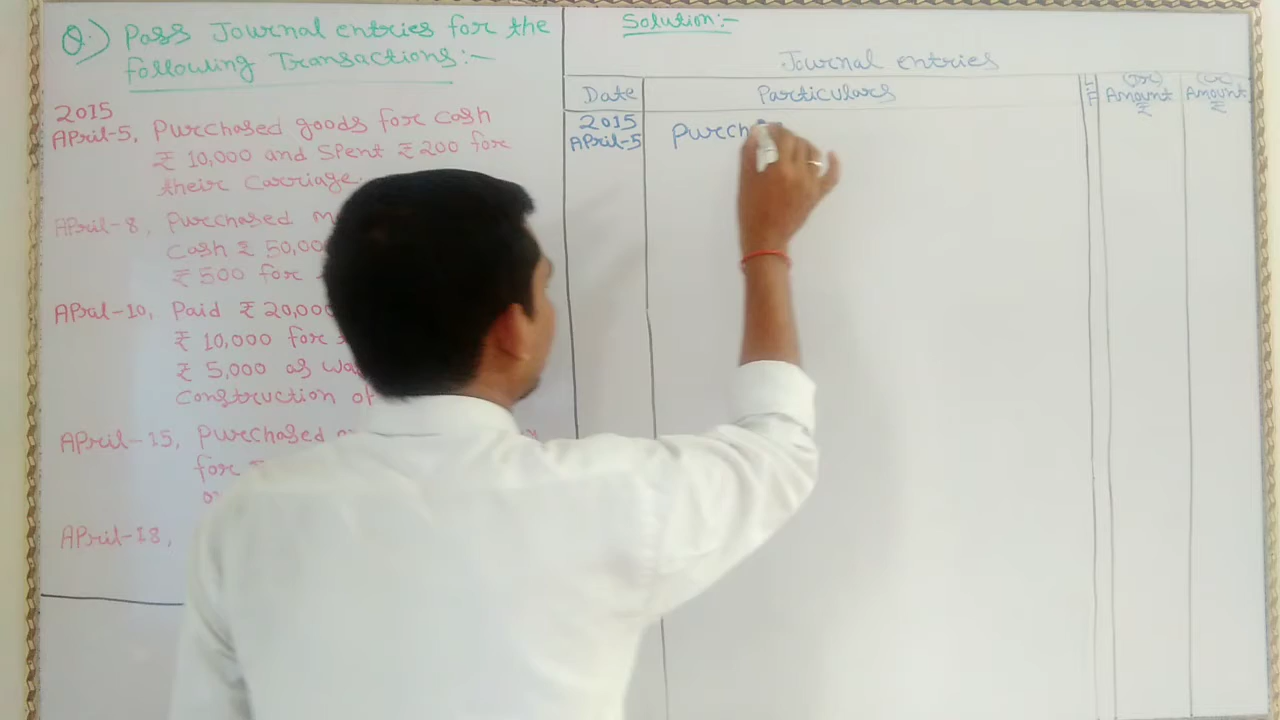 Q.) Pass Journal entries for the
following Transactions:-
2015
April-5, Purchased goods for cash
₹ 10,000 and Spent ₹ 200 for
their Carriage.
April-8, Purchased
Cash ₹ 50,00
₹ 500 for
APral-10, Paid ₹ 20,000
₹ 10,000 for
₹ 5,000 as
Construction of
April-15, Purchased
for
April-18,
Solution:-
Journal entries
Date Particulars L.F (Dr) Amount ₹ (Cr) Amount ₹
2015
April-5 Purch